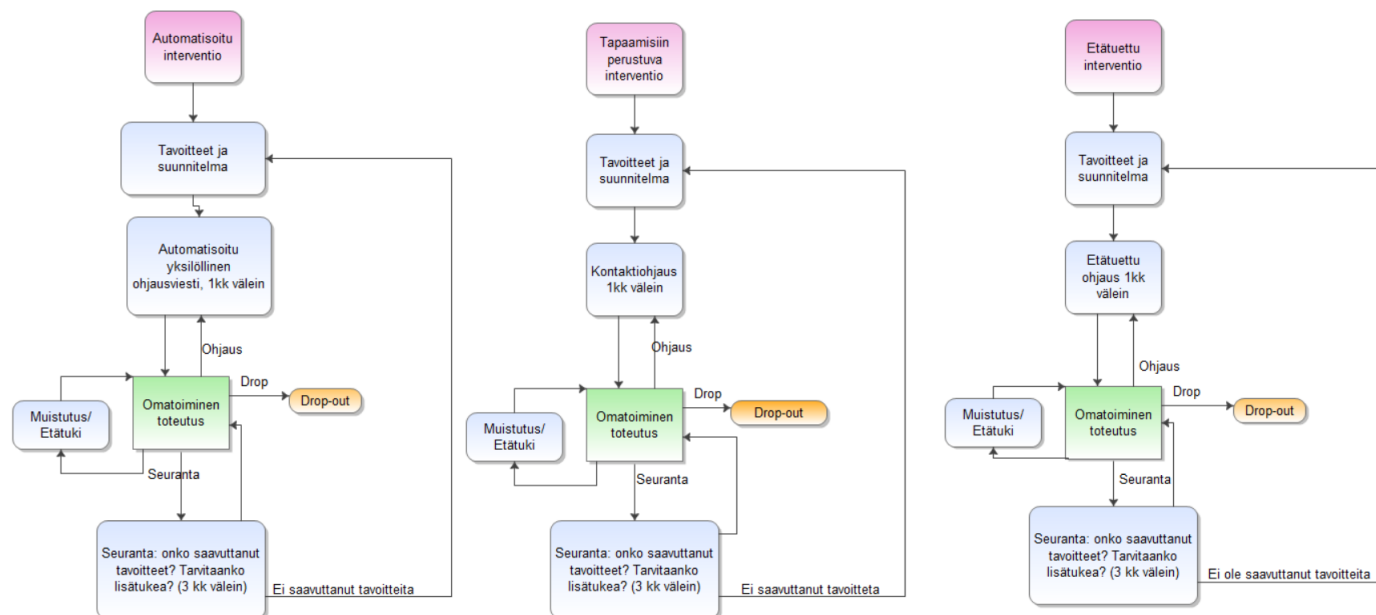 Automatisoitu
interventio
Tavoitteet ja
suunnitelma
Automatisoitu
yksilöllinen
ohjausviesti, 1kk välein
Ohjaus
Muistutus/
Etätuki
Omatoiminen
toteutus
Drop
Drop-out
Seuranta
Seuranta: onko saavuttanut
tavoitteet? Tarvitaanko
lisätukea? (3 kk välein)
Ei saavuttanut tavoitteita
Tapaamisiin
perustuva
interventio
Tavoitteet ja
suunnitelma
Kontaktiohjaus
1kk välein
Ohjaus
Muistutus/
Etätuki
Omatoiminen
toteutus
Drop
Drop-out
Seuranta
Seuranta: onko saavuttanut
tavoitteet? Tarvitaanko
lisätukea? (3 kk välein)
Ei saavuttanut tavoitteta
Etätuettu
interventio
Tavoitteet ja
suunnitelma
Etätuettu
ohjaus 1kk
välein
Ohjaus
Muistutus/
Etätuki
Omatoiminen
toteutus
Drop
Drop-out
Seuranta
Seuranta: onko saavuttanut
tavoitteet? Tarvitaanko
lisätukea? (3 kk välein)
Ei ole saavuttanut tavoitteita